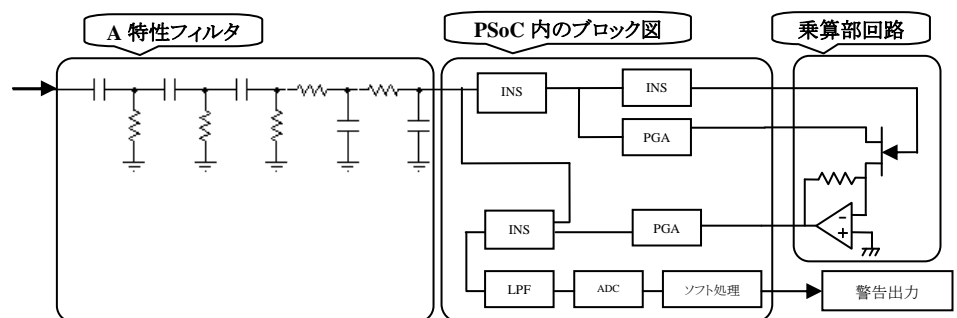 A 特性フィルタ
PSoC 内のブロック図
乗算部回路
INS
INS
PGA
INS
PGA
-
+
LPF
ADC
ソフト処理
警告出力